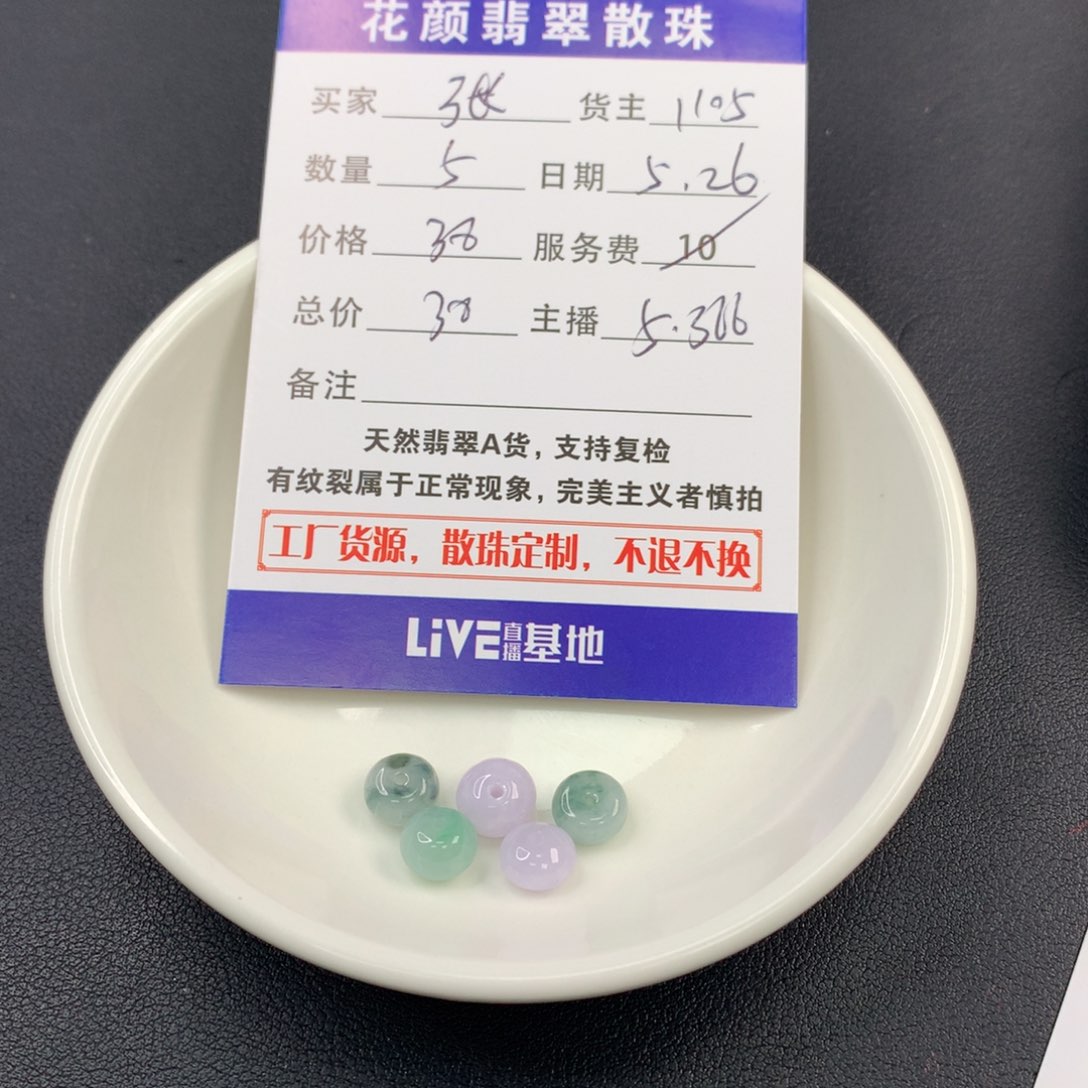 花颜翡翠散珠
买家 货主 1105
数量 5 日期 5.26
价格 38 服务费 10
总价 38 主播 5.366
备注
天然翡翠A货，支持复检
有纹裂属于正常现象，完美主义者慎拍
工厂货源，散珠定制，不退不换
LiVE直播基地